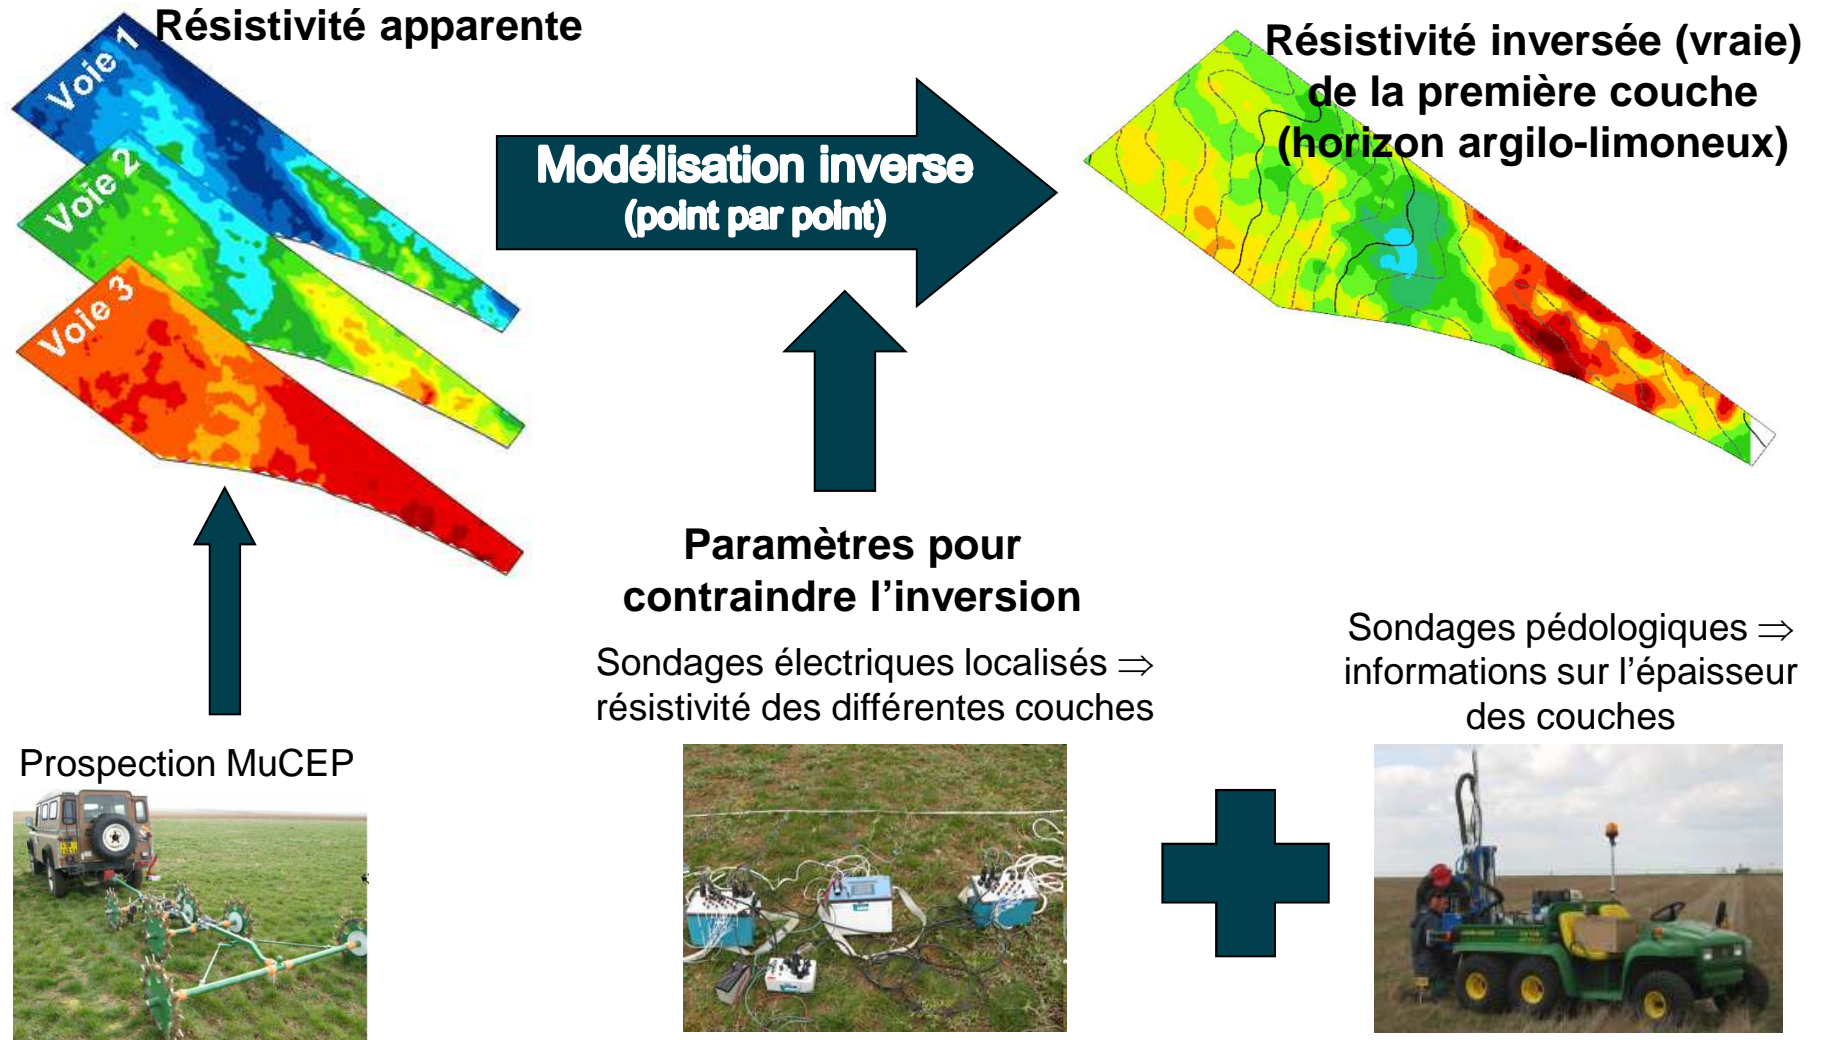 Résistivité apparente
Voie 1
Voie 2
Voie 3
Modélisation inverse
(point par point)
Résistivité inversée (vraie)
de la première couche
(horizon argilo-limoneux)
Paramètres pour
contraindre l’inversion
Sondages électriques localisés ⇒
résistivité des différentes couches
Sondages pédologiques ⇒
informations sur l’épaisseur
des couches
Prospection MuCEP